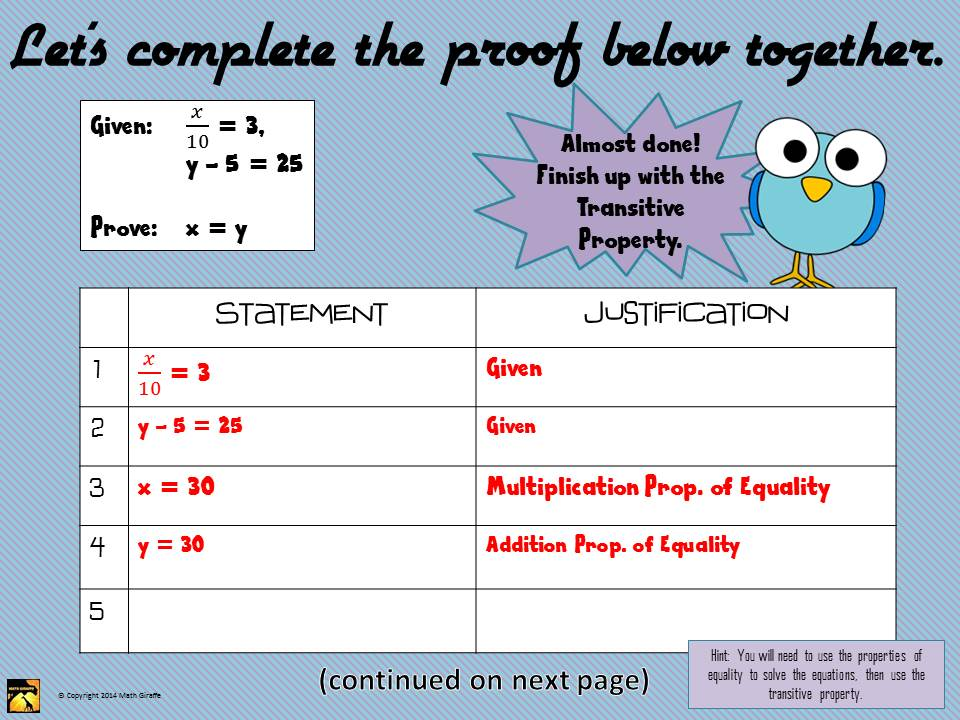 Let's complete the proof below together.
Given: x/10 = 3,
y – 5 = 25
Prove: x = y
Almost done!
Finish up with the
Transitive
Property.
STATEMENT JUSTIFICATION
1 x/10 = 3 Given
2 y – 5 = 25 Given
3 x = 30 Multiplication Prop. of Equality
4 y = 30 Addition Prop. of Equality
5
Hint: You will need to use the properties of
equality to solve the equations, then use the
transitive property.
(continued on next page)
MATH GIRAFFE
© Copyright 2014 Math Giraffe